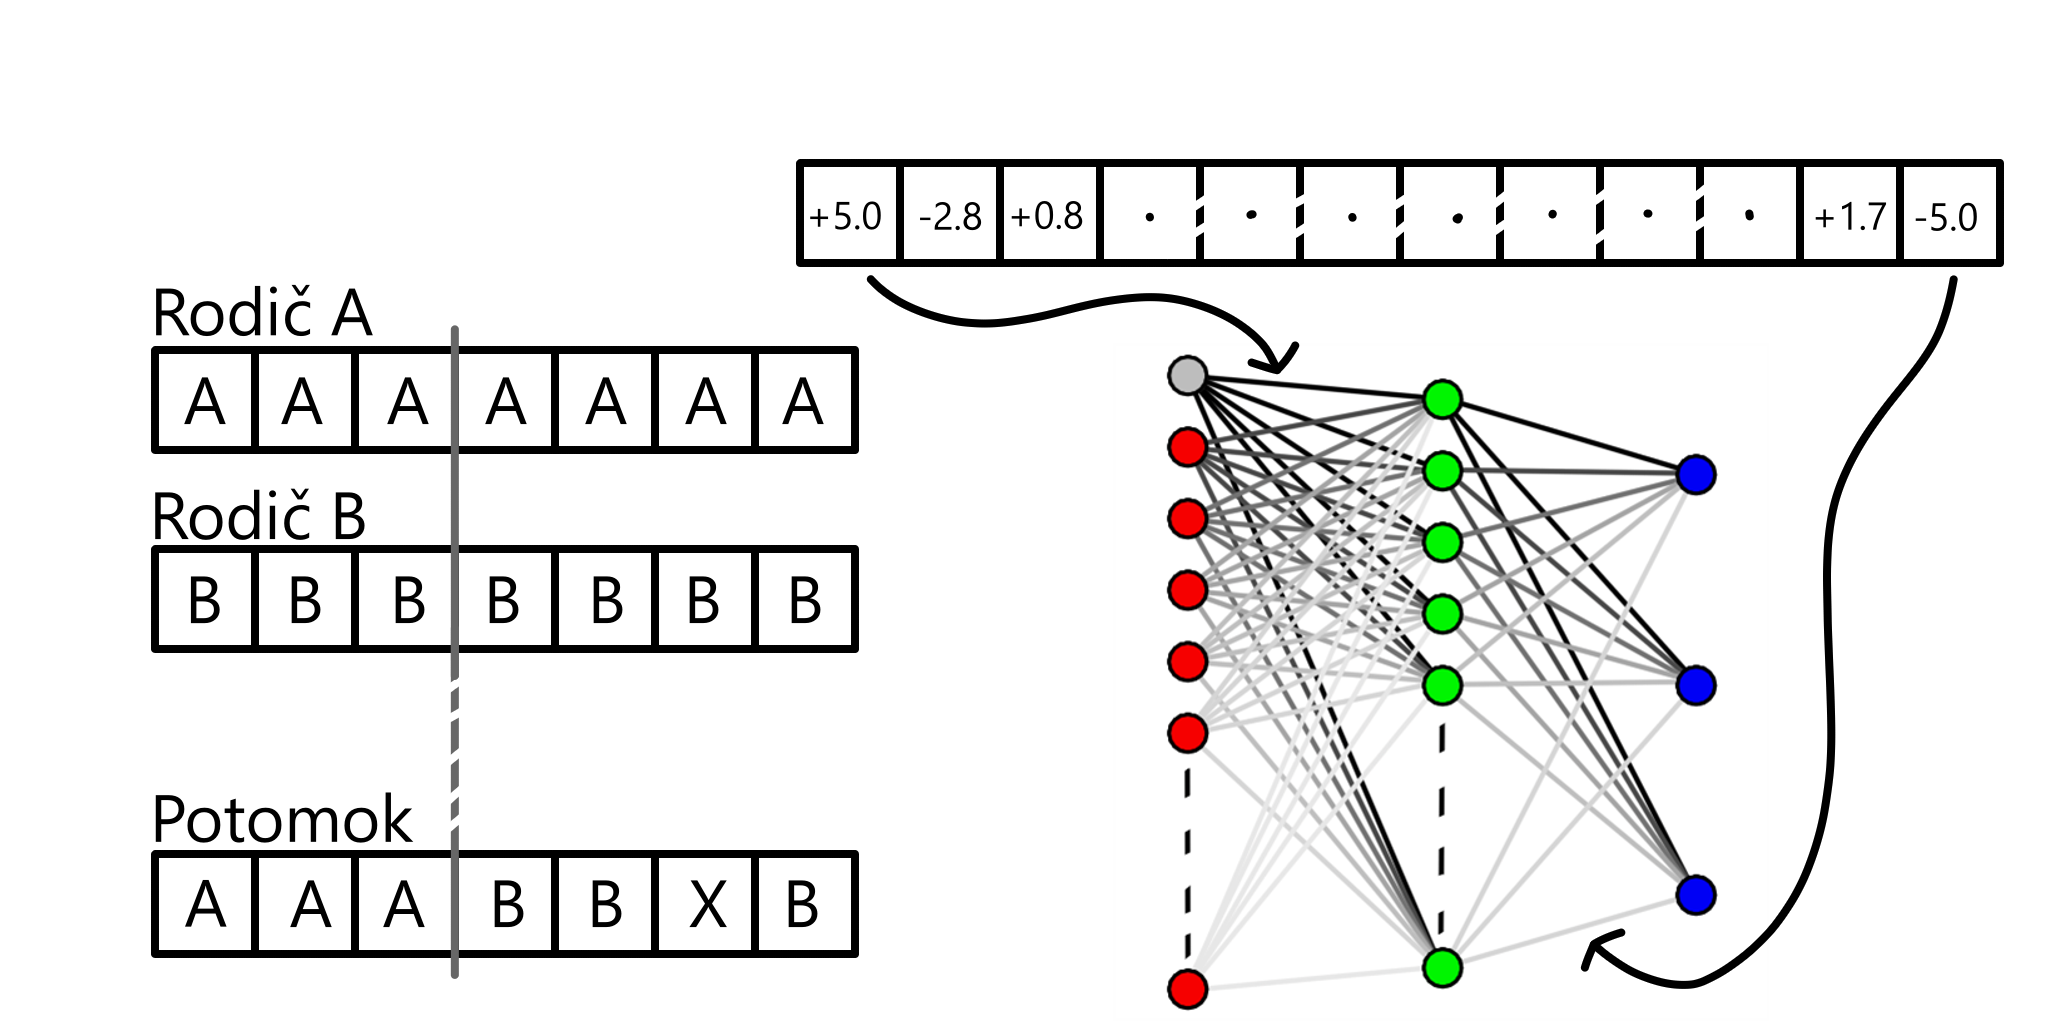 +5.0 -2.8 +0.8 . . . . . . . +1.7 -5.0
Rodič A
A A A A A A A
Rodič B
B B B B B B B
Potomok
A A A B B X B